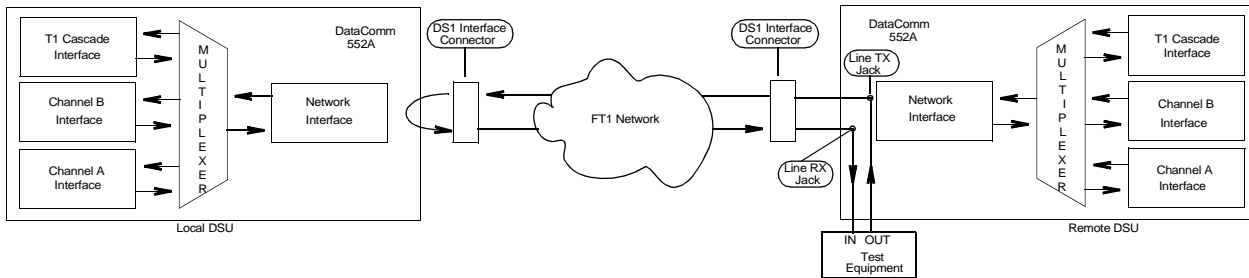 T1 Cascade
Interface
Channel B
Interface
Channel A
Interface
MULTIPLEXER
DataComm
552A
Network
Interface
Local DSU
DS1 Interface
Connector
FT1 Network
DS1 Interface
Connector
Line TX
Jack
Line RX
Jack
DataComm
552A
Network
Interface
MULTIPLEXER
T1 Cascade
Interface
Channel B
Interface
Channel A
Interface
Remote DSU
IN OUT
Test
Equipment